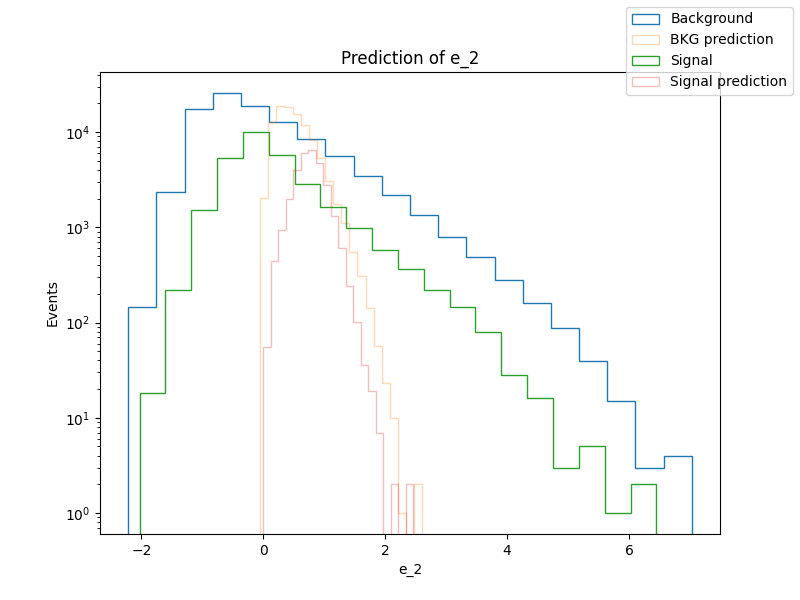 Prediction of e_2
Background
BKG prediction
Signal
Signal prediction
Events
10^4
10^3
10^2
10^1
10^0
−2
0
2
4
6
e_2